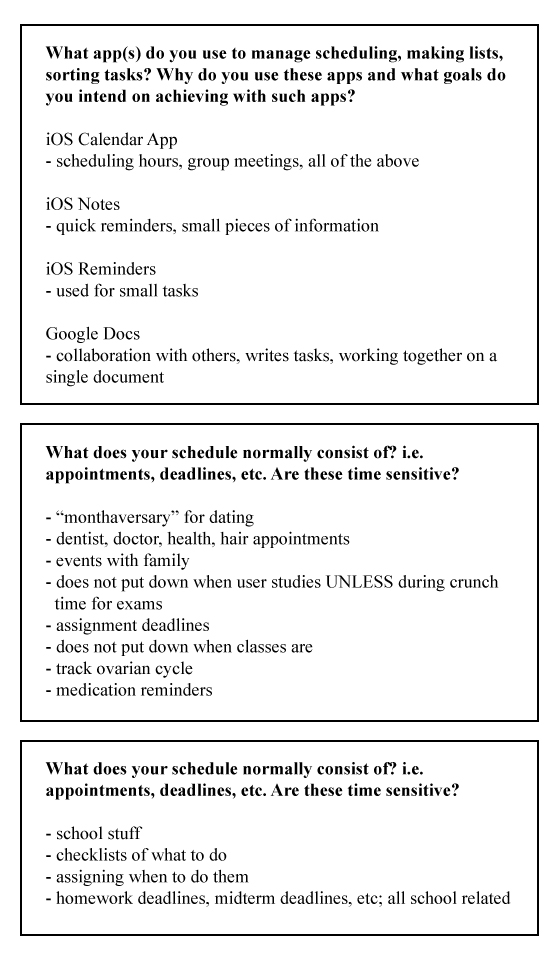 What app(s) do you use to manage scheduling, making lists,
sorting tasks? Why do you use these apps and what goals do
you intend on achieving with such apps?
iOS Calendar App
- scheduling hours, group meetings, all of the above
iOS Notes
- quick reminders, small pieces of information
iOS Reminders
- used for small tasks
Google Docs
- collaboration with others, writes tasks, working together on a
single document
What does your schedule normally consist of? i.e.
appointments, deadlines, etc. Are these time sensitive?
- “monthaversary” for dating
- dentist, doctor, health, hair appointments
- events with family
- does not put down when user studies UNLESS during crunch
time for exams
- assignment deadlines
- does not put down when classes are
- track ovarian cycle
- medication reminders
What does your schedule normally consist of? i.e.
appointments, deadlines, etc. Are these time sensitive?
- school stuff
- checklists of what to do
- assigning when to do them
- homework deadlines, midterm deadlines, etc; all school related